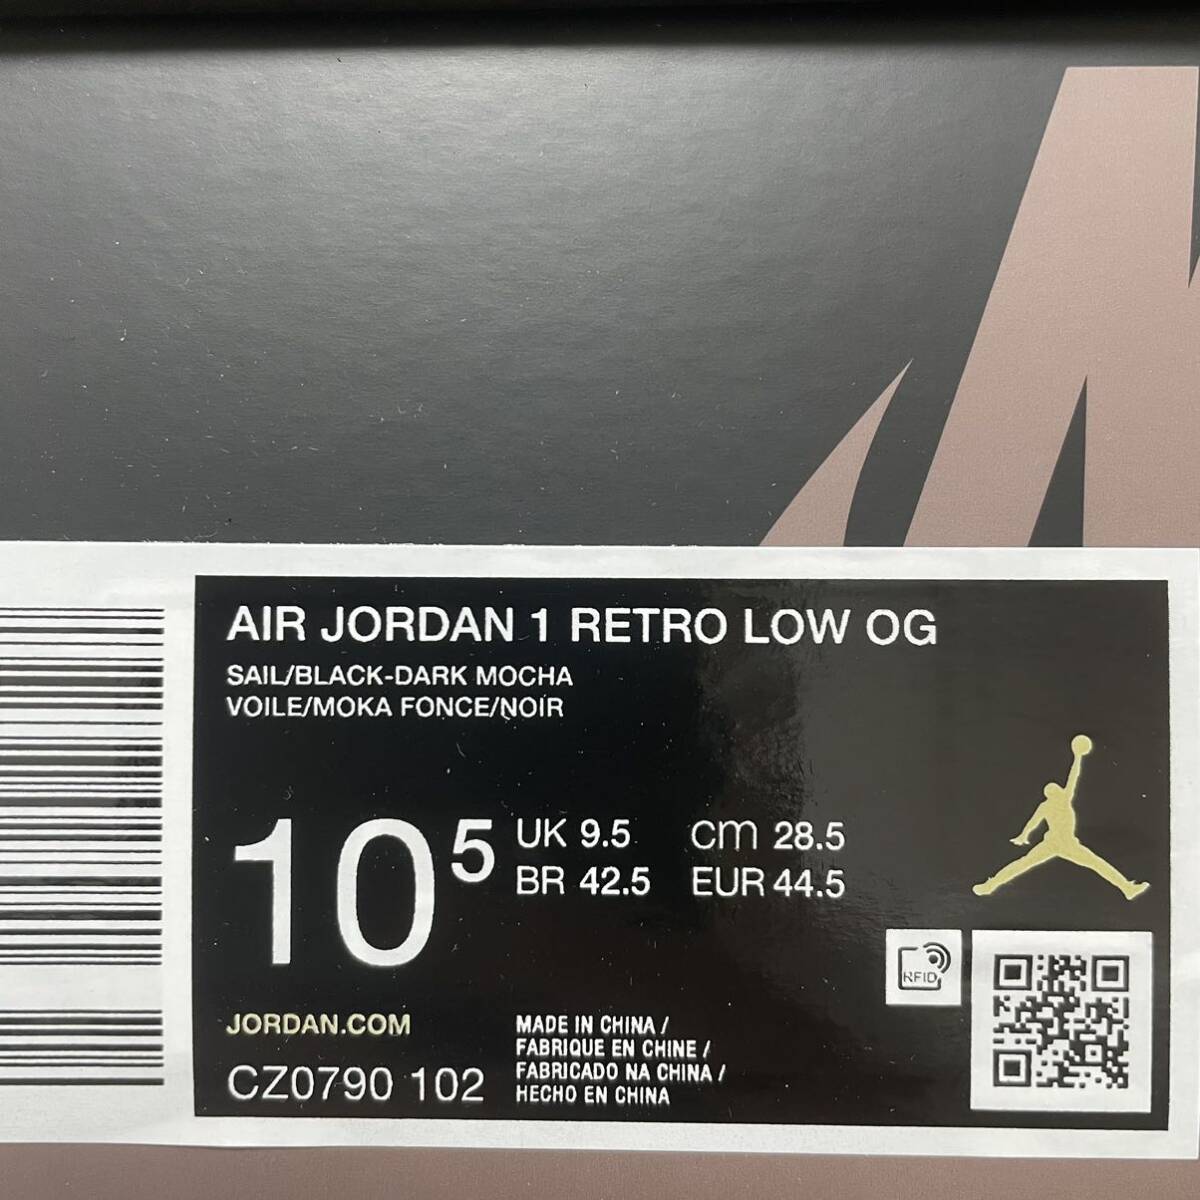 AIR JORDAN 1 RETRO LOW OG
SAIL/BLACK-DARK MOCHA
VOILE/MOKA FONCE/NOIR
10 5
UK 9.5 cm 28.5
BR 42.5 EUR 44.5
RFID
JORDAN.COM
CZ0790 102
MADE IN CHINA /
FABRIQUE EN CHINE /
FABRICADO NA CHINA /
HECHO EN CHINA